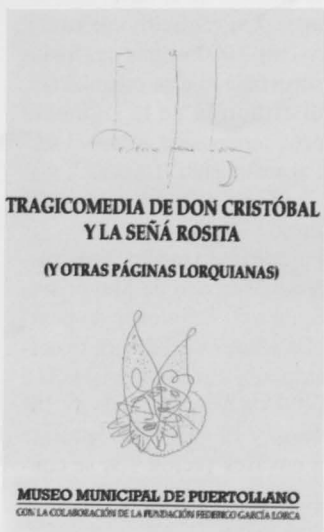 TRAGICOMEDIA DE DON CRISTÓBAL
Y LA SEÑÁ ROSITA
(Y OTRAS PÁGINAS LORQUIANAS)
MUSEO MUNICIPAL DE PUERTOLLANO
CON LA COLABORACIÓN DE LA FUNDACIÓN FEDERICO GARCÍA LORCA